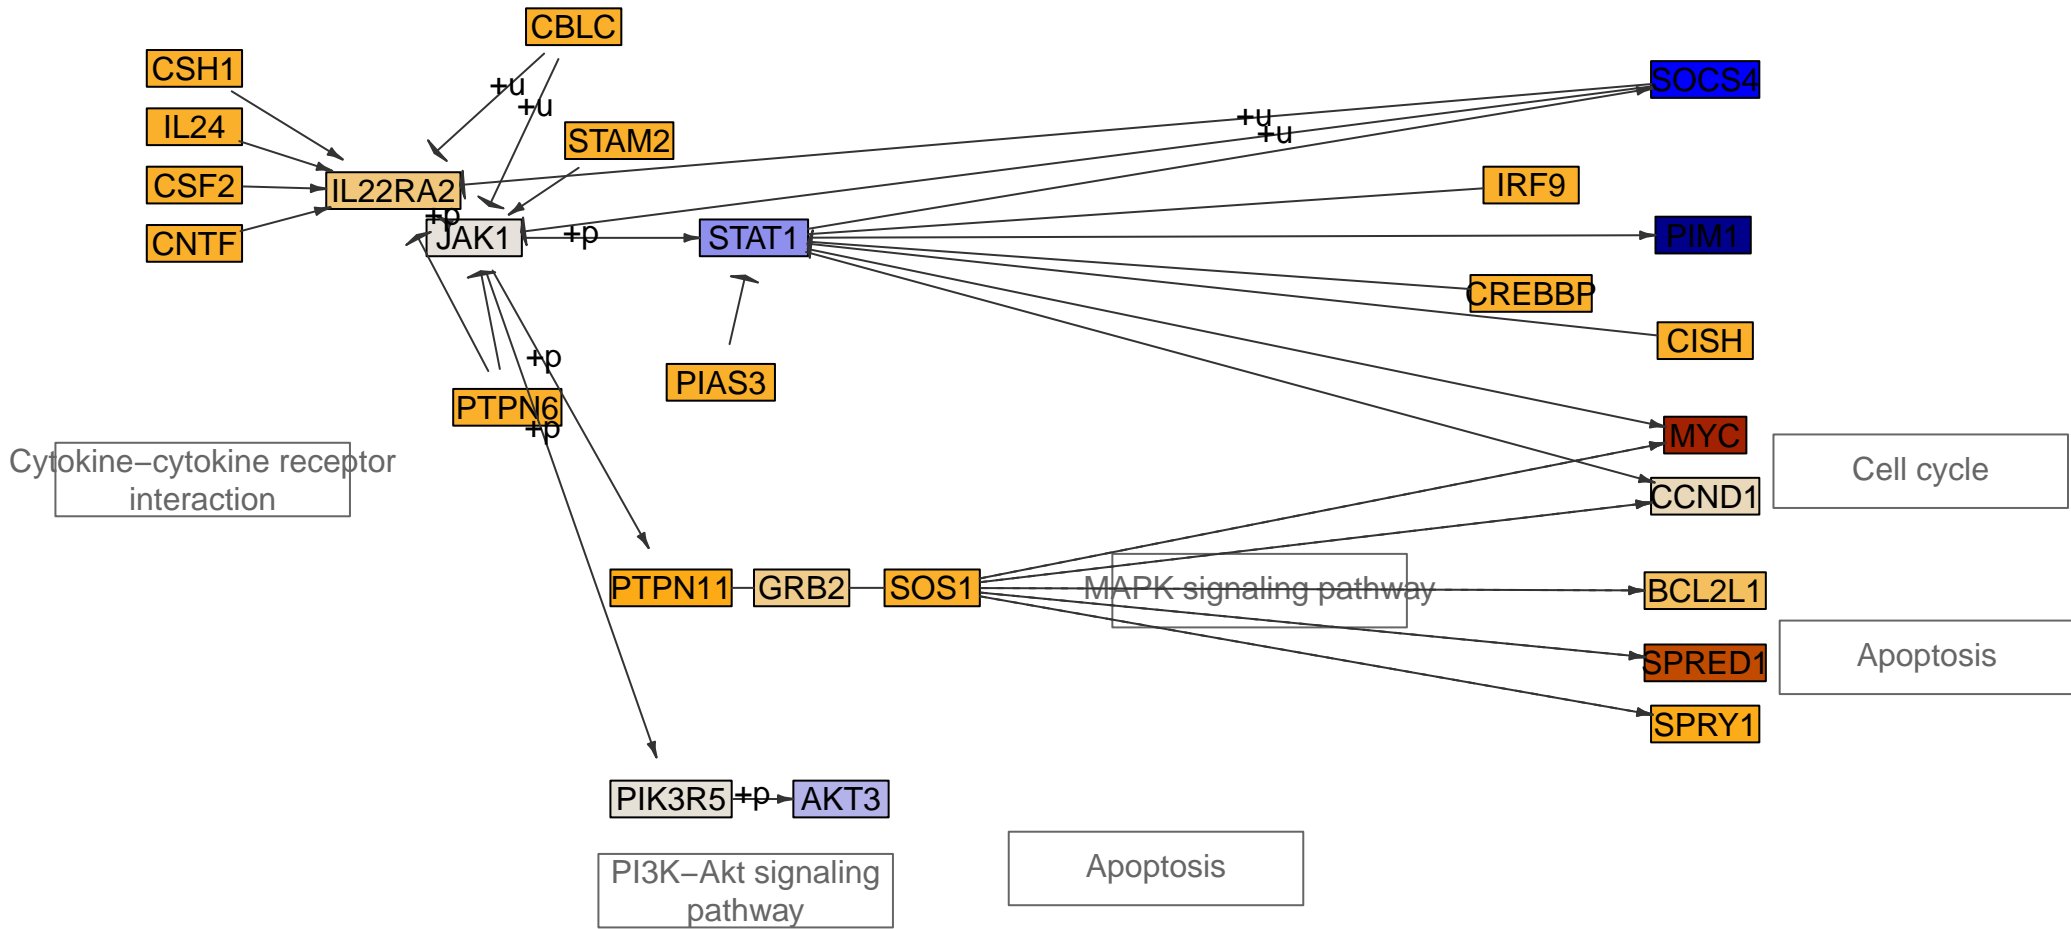 CBLC
CSH1
SOCS4
+u
+u
+u
IL24
+u
STAM2
CSF2
IL22RA2
IRF9
+p
CNTF
JAK1
+p
STAT1
PIM1
CREBBP
CISH
+p
PIAS3
PTPN6
+p
MYC
Cytokine−cytokine receptor
interaction
Cell cycle
CCND1
PTPN11
GRB2
SOS1
MAPK signaling pathway
BCL2L1
SPRED1
Apoptosis
SPRY1
PIK3R5
+p
AKT3
Apoptosis
PI3K−Akt signaling
pathway